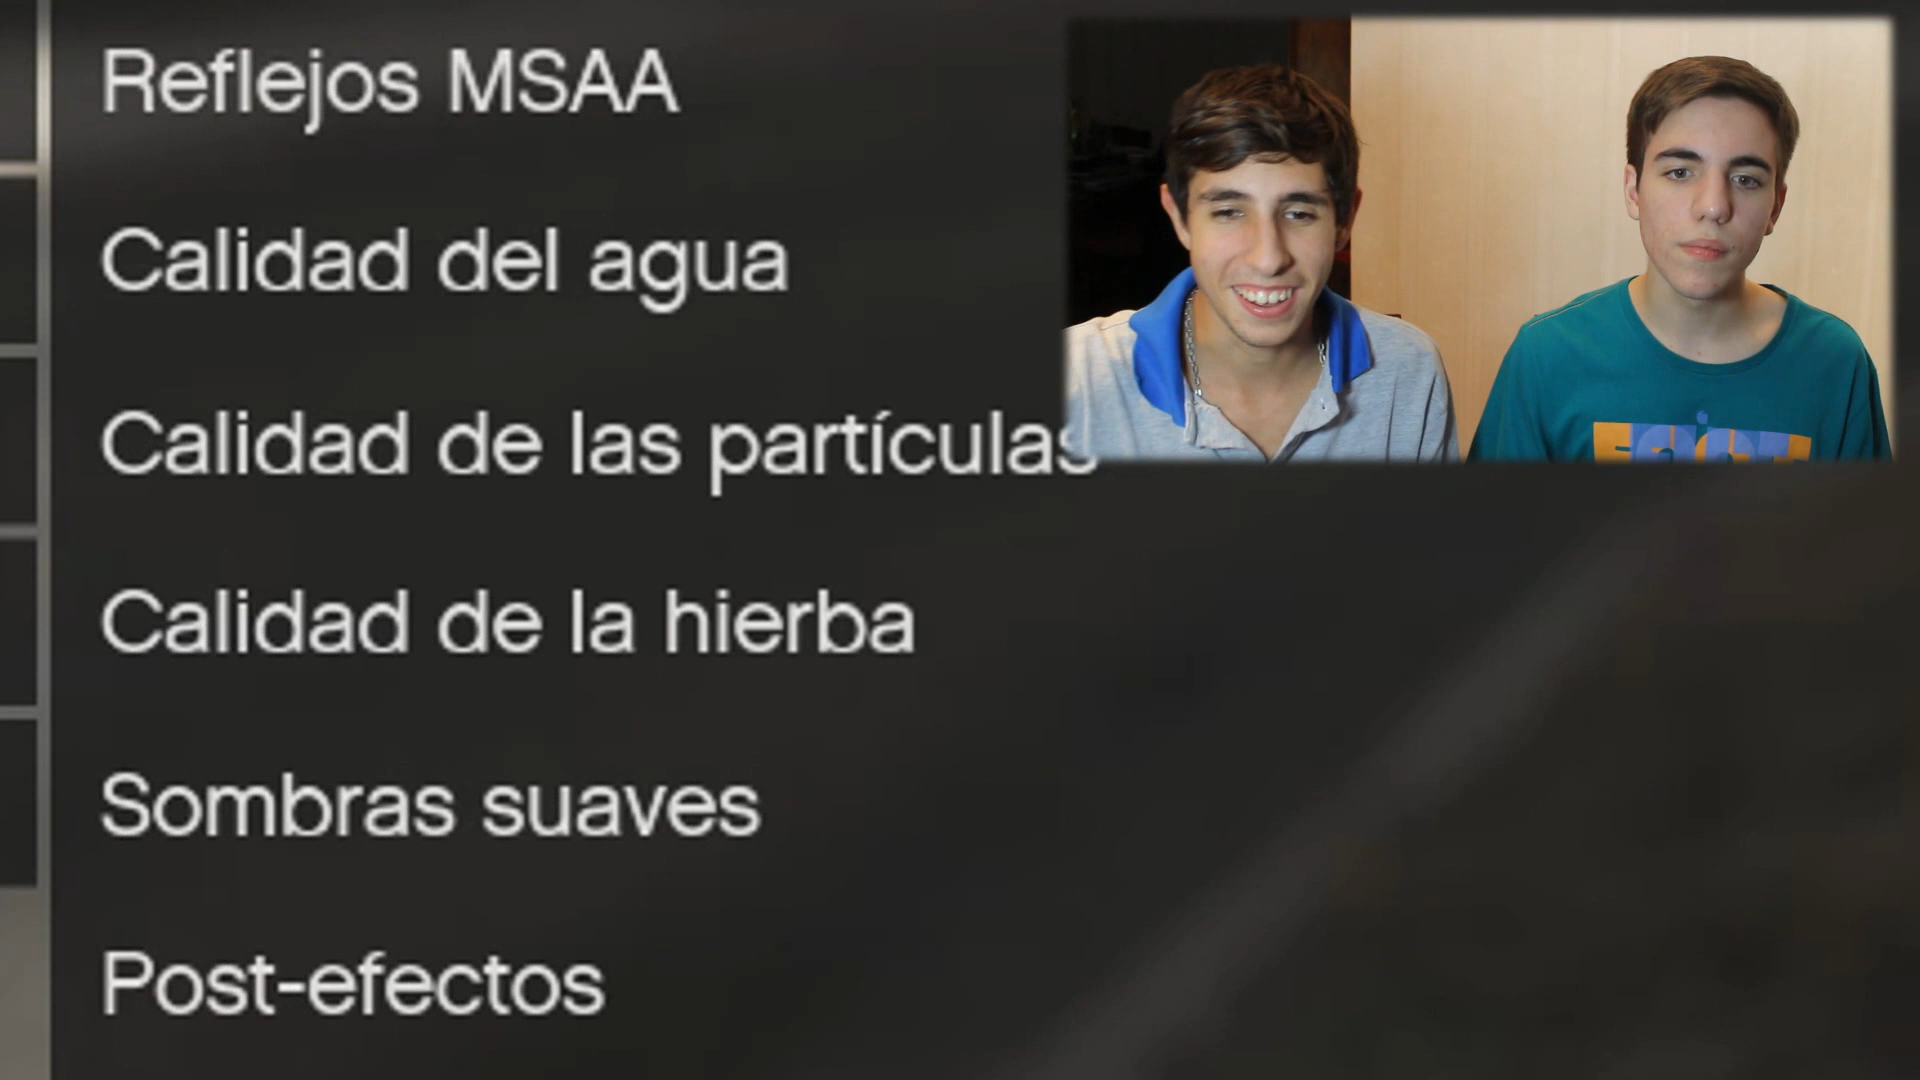 Reflejos MSAA
Calidad del agua
Calidad de las partículas
Calidad de la hierba
Sombras suaves
Post-efectos